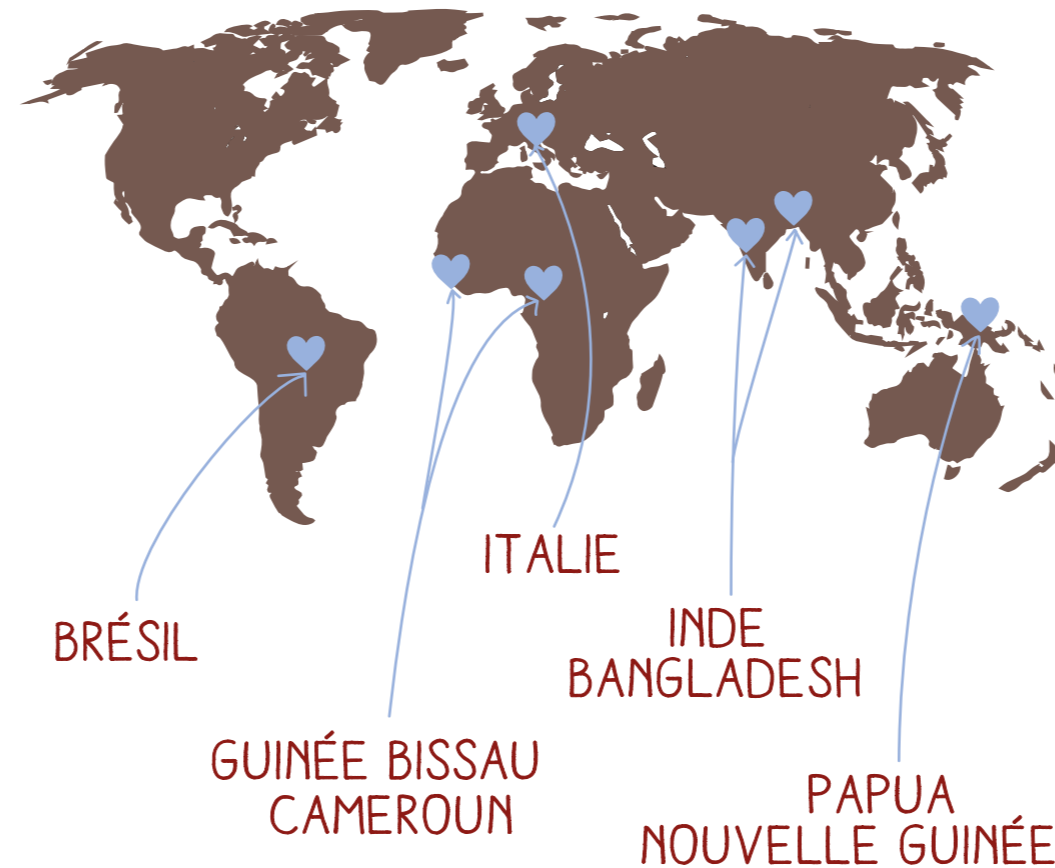 ITALIE
BRÉSIL
INDE
BANGLADESH
GUINÉE BISSAU
CAMEROUN
PAPUA
NOUVELLE GUINÉE